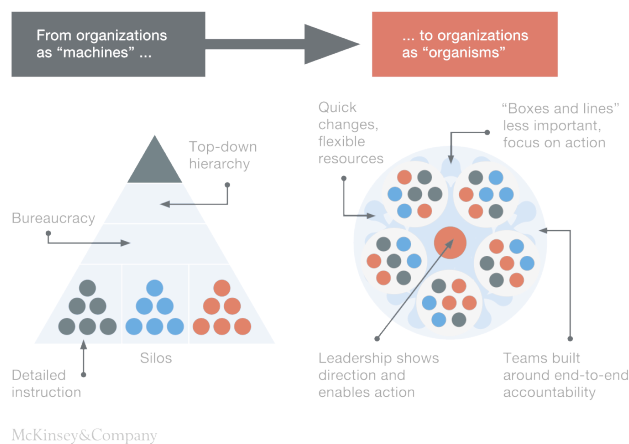 From organizations
as “machines” ...
... to organizations
as “organisms”
Top-down
hierarchy
Bureaucracy
Silos
Detailed
instruction
Quick
changes,
flexible
resources
“Boxes and lines”
less important,
focus on action
Leadership shows
direction and
enables action
Teams built
around end-to-end
accountability
McKinsey&Company